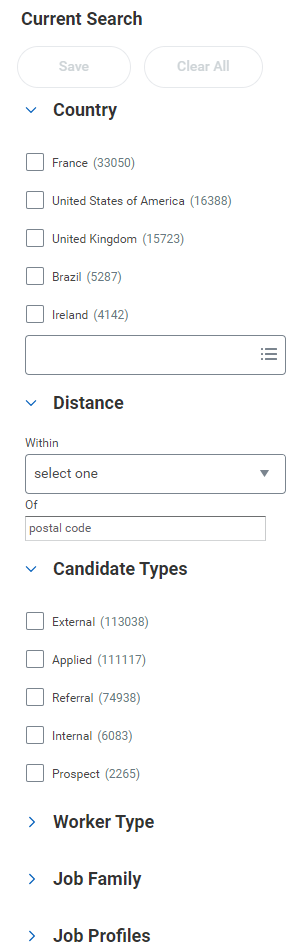 Current Search
Save Clear All
Country
France (33050)
United States of America (16388)
United Kingdom (15723)
Brazil (5287)
Ireland (4142)
Distance
Within
select one
Of
postal code
Candidate Types
External (113038)
Applied (111117)
Referral (74938)
Internal (6083)
Prospect (2265)
Worker Type
Job Family
Job Profiles